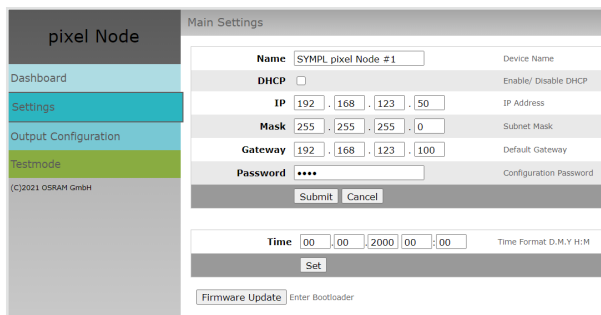 pixel Node
Dashboard
Settings
Output Configuration
Testmode
(C)2021 OSRAM GmbH
Main Settings
Name SYMPL pixel Node #1 Device Name
DHCP Enable/ Disable DHCP
IP 192 . 168 . 123 . 50 IP Address
Mask 255 . 255 . 255 . 0 Subnet Mask
Gateway 192 . 168 . 123 . 100 Default Gateway
Password •••• Configuration Password
Submit Cancel
Time 00 . 00 . 2000 00 : 00 Time Format D.M.Y H:M
Set
Firmware Update Enter Bootloader